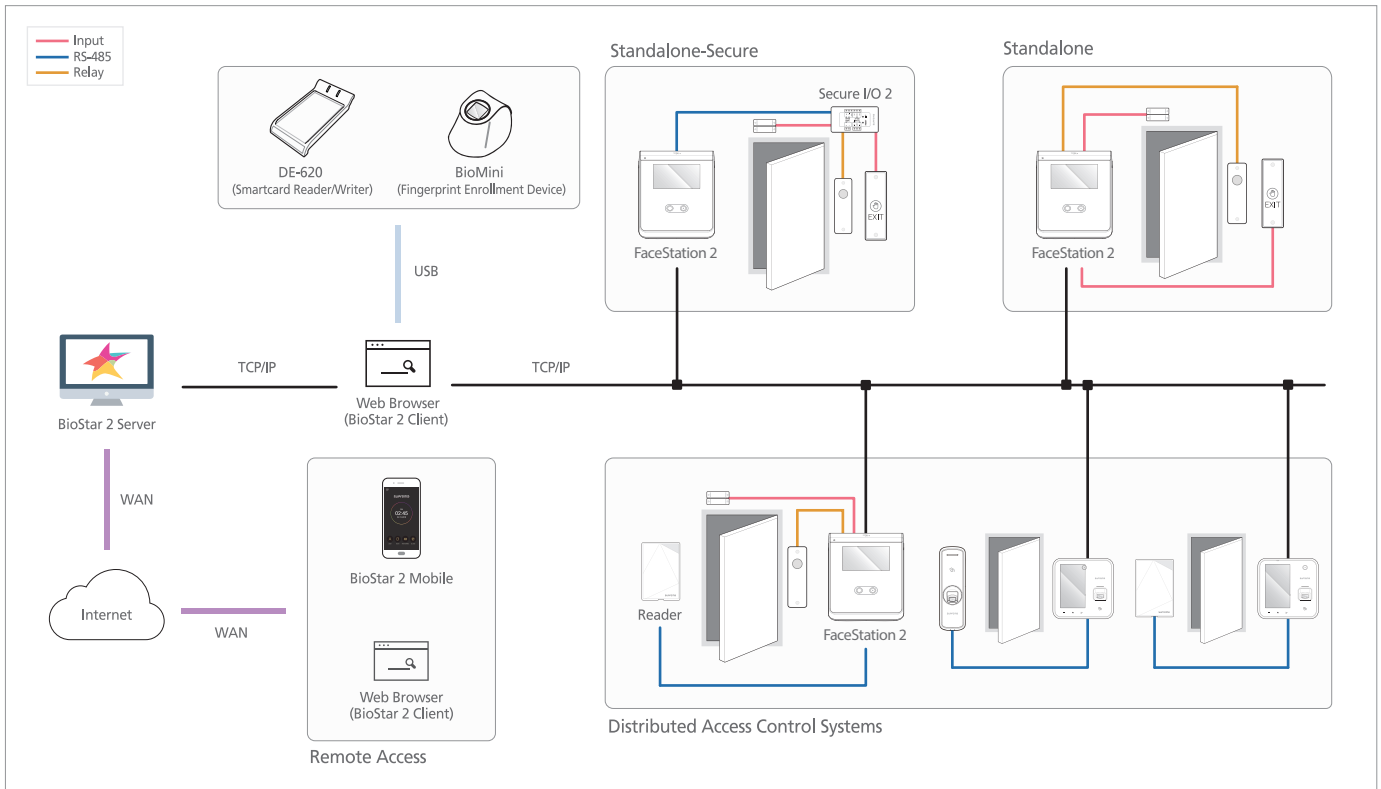 Input
RS-485
Relay
DE-620
(Smartcard Reader/Writer)
BioMini
(Fingerprint Enrollment Device)
USB
Standalone-Secure
Secure I/O 2
EXIT
FaceStation 2
Standalone
EXIT
FaceStation 2
BioStar 2 Server
TCP/IP
Web Browser
(BioStar 2 Client)
TCP/IP
WAN
Internet
WAN
02:45
BioStar 2 Mobile
Web Browser
(BioStar 2 Client)
Remote Access
Reader
FaceStation 2
Distributed Access Control Systems